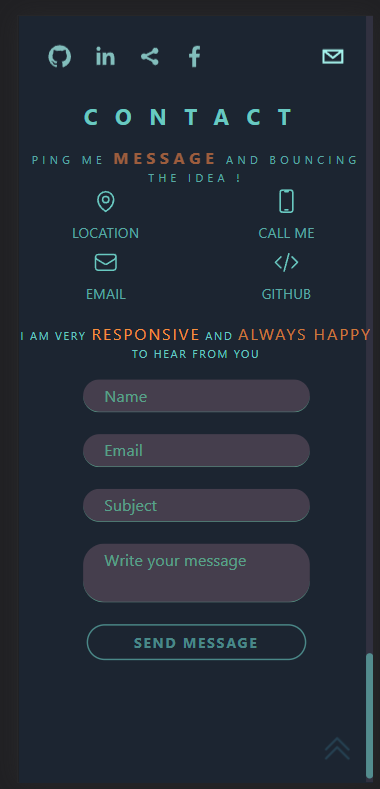 CONTACT
PING ME MESSAGE AND BOUNCING
THE IDEA !
LOCATION
CALL ME
EMAIL
GITHUB
I AM VERY RESPONSIVE AND ALWAYS HAPPY
TO HEAR FROM YOU
Name
Email
Subject
Write your message
SEND MESSAGE